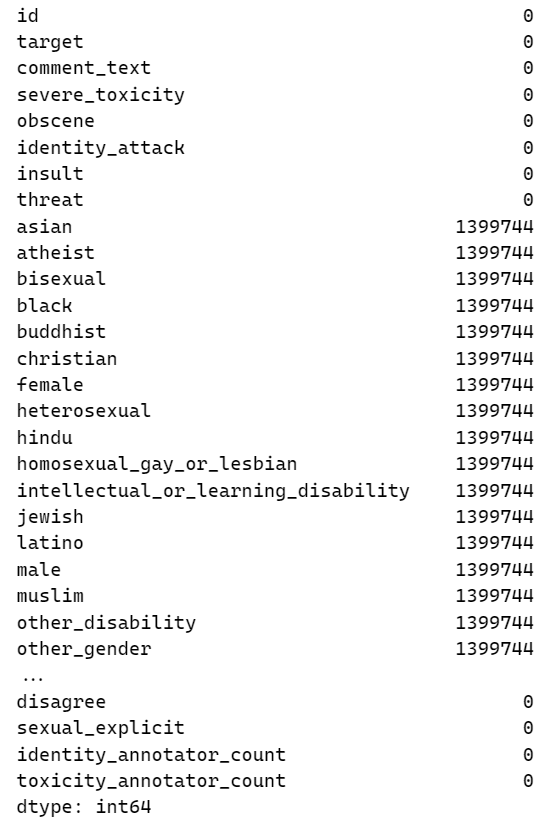 id 0
target 0
comment_text 0
severe_toxicity 0
obscene 0
identity_attack 0
insult 0
threat 0
asian 1399744
atheist 1399744
bisexual 1399744
black 1399744
buddhist 1399744
christian 1399744
female 1399744
heterosexual 1399744
hindu 1399744
homosexual_gay_or_lesbian 1399744
intellectual_or_learning_disability 1399744
jewish 1399744
latino 1399744
male 1399744
muslim 1399744
other_disability 1399744
other_gender 1399744
...
disagree 0
sexual_explicit 0
identity_annotator_count 0
toxicity_annotator_count 0
dtype: int64